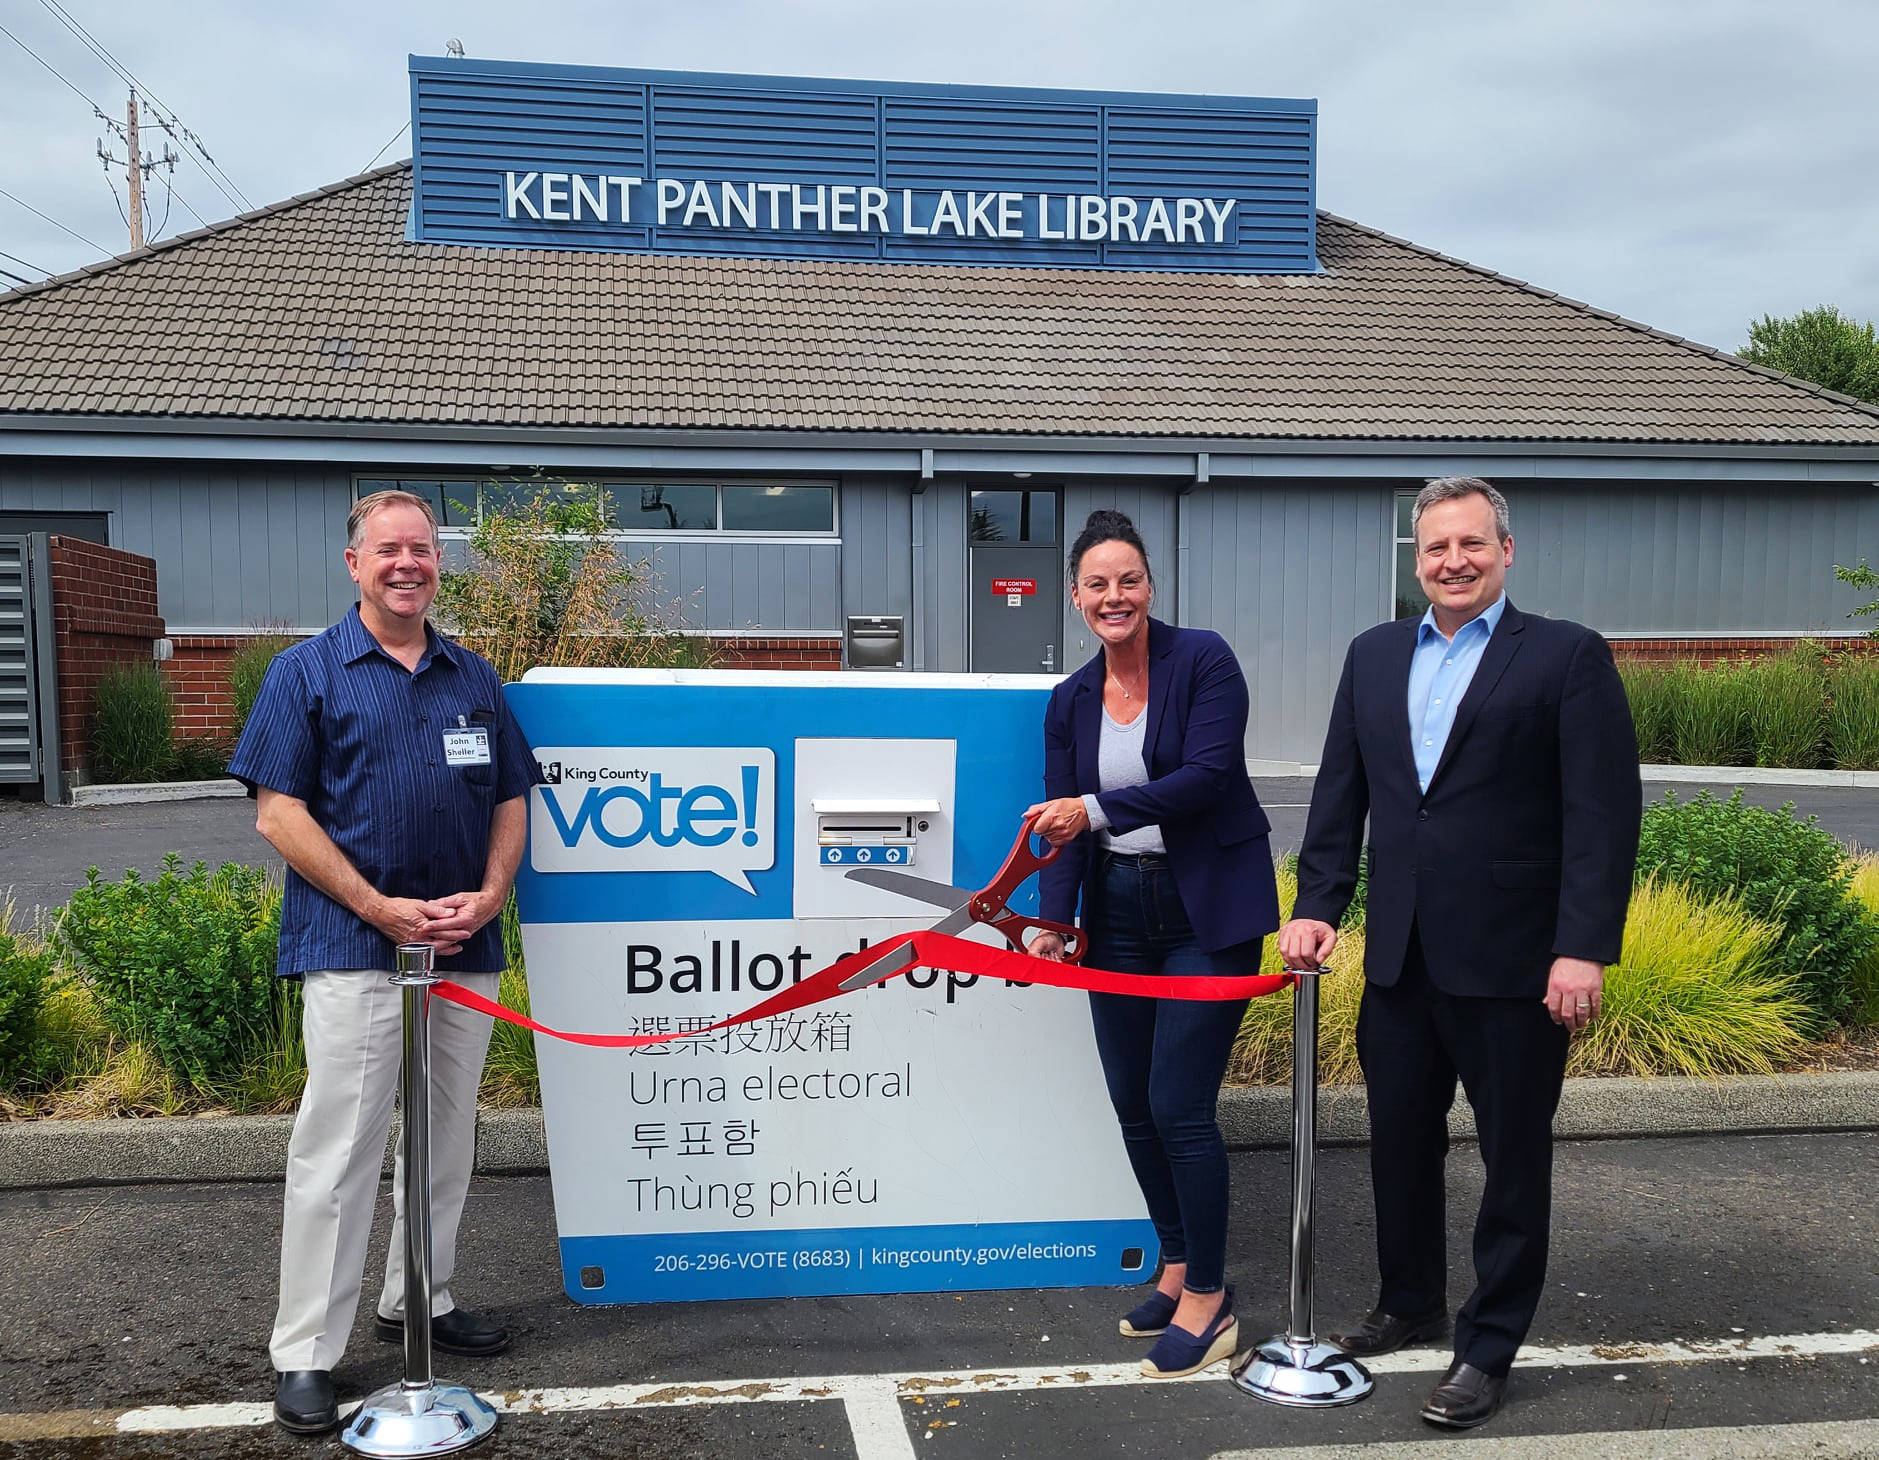 KENT PANTHER LAKE LIBRARY
FIRE CONTROL
ROOM
John
Sheller
King County
vote!
Ballot drop b
選票投放箱
Urna electoral
투표함
Thùng phiếu
206-296-VOTE (8683) | kingcounty.gov/elections